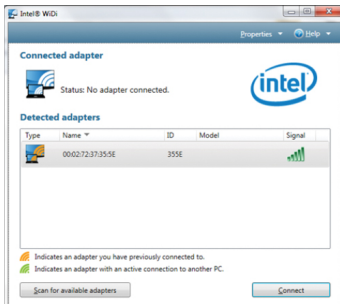 Intel® WiDi
Properties Help
Connected adapter
Status: No adapter connected.
intel
Detected adapters
Type Name ID Model Signal
00:02:72:37:35:5E 355E
Indicates an adapter you have previously connected to.
Indicates an adapter with an active connection to another PC.
Scan for available adapters Connect